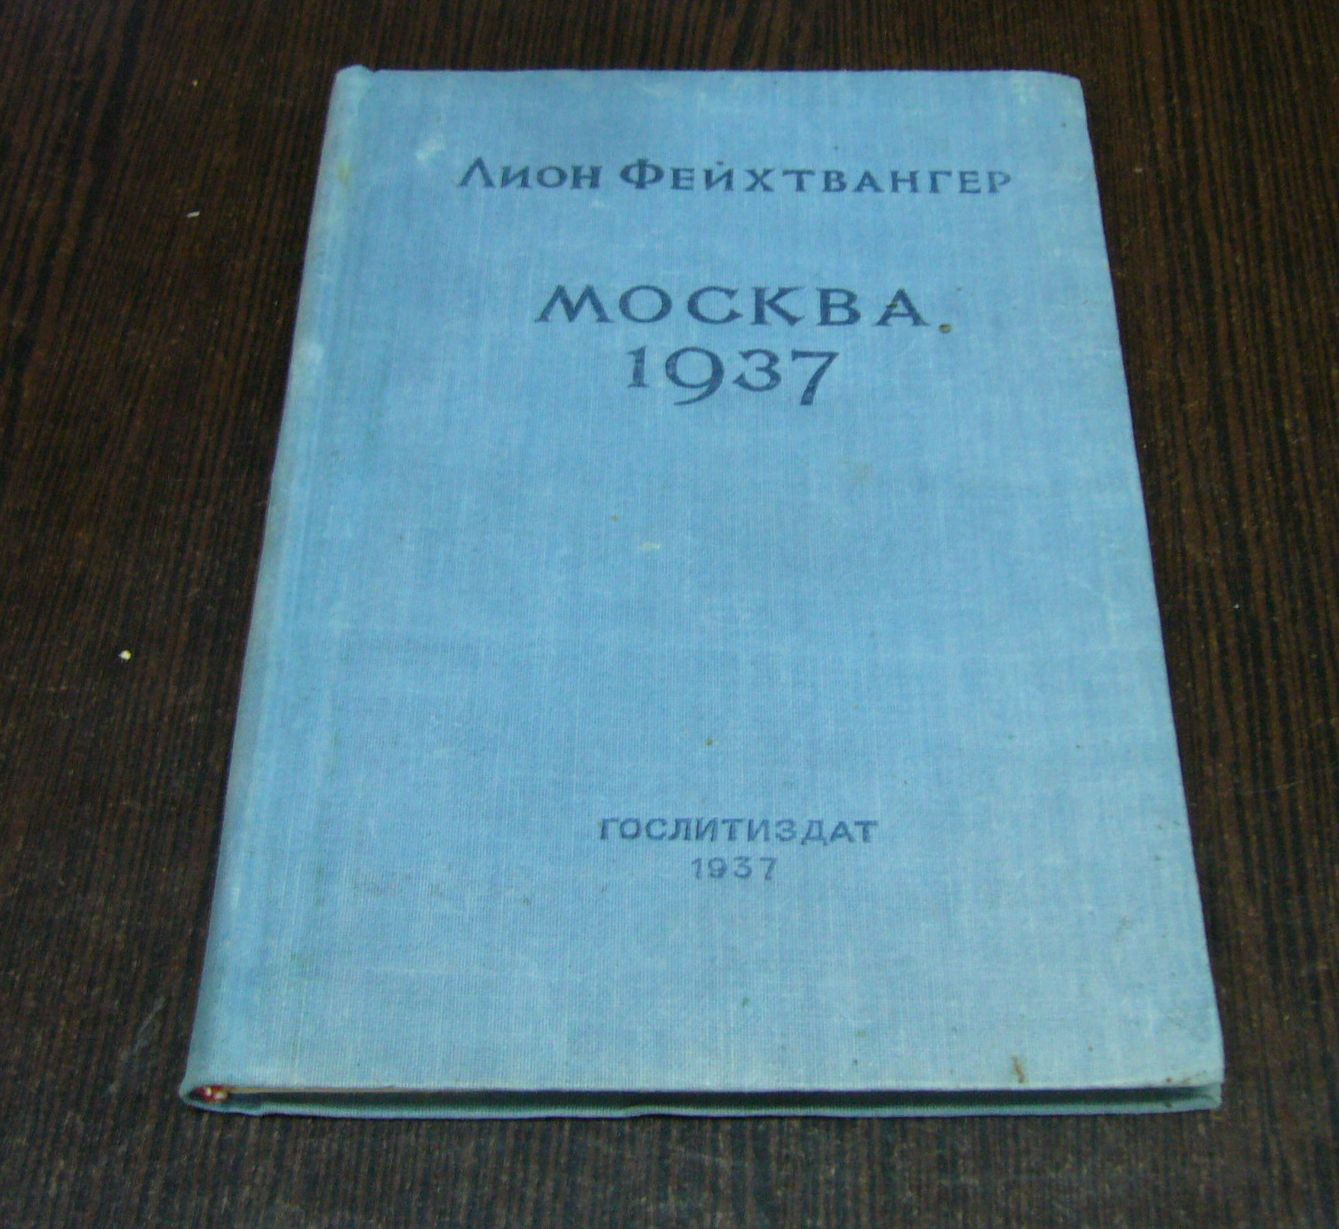 Лион Фейхтвангер
Москва
1937
ГОСЛИТИЗДАТ
1937